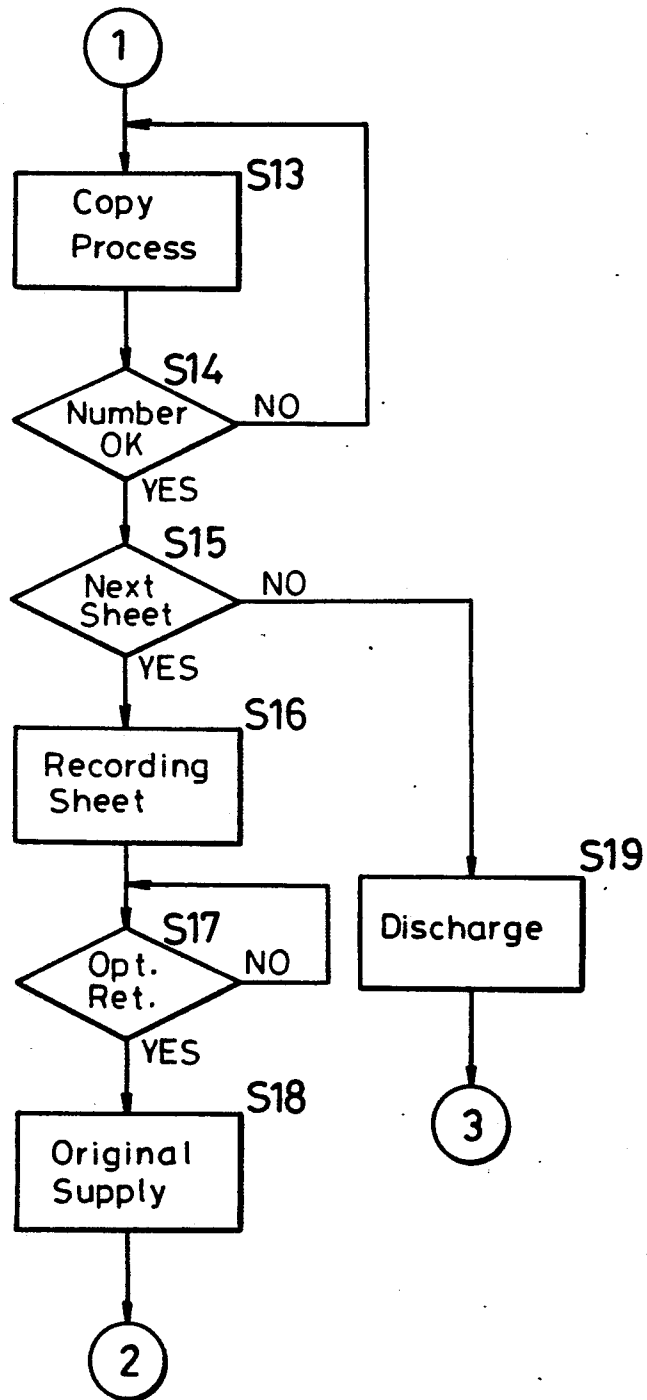 1
S13
Copy
Process
S14
Number
OK
NO
YES
S15
Next
Sheet
NO
YES
S16
Recording
Sheet
S19
Discharge
S17
Opt.
Ret.
NO
YES
S18
Original
Supply
3
2